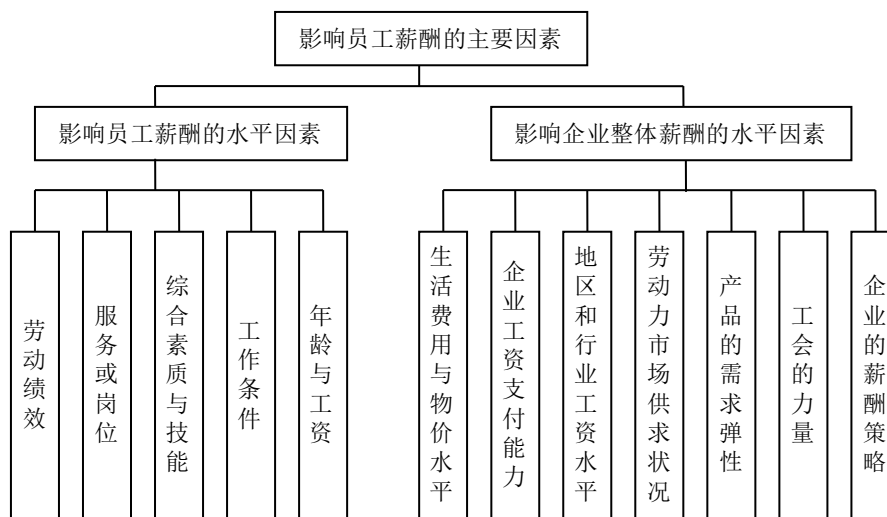 影响员工薪酬的主要因素
影响员工薪酬的水平因素
影响企业整体薪酬的水平因素
劳动绩效
服务或岗位
综合素质与技能
工作条件
年龄与工资
生活费用与物价水平
企业工资支付能力
地区和行业工资水平
劳动力市场供求状况
产品的需求弹性
工会的力量
企业的薪酬策略